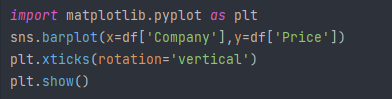 import matplotlib.pyplot as plt
sns.barplot(x=df['Company'],y=df['Price'])
plt.xticks(rotation='vertical')
plt.show()